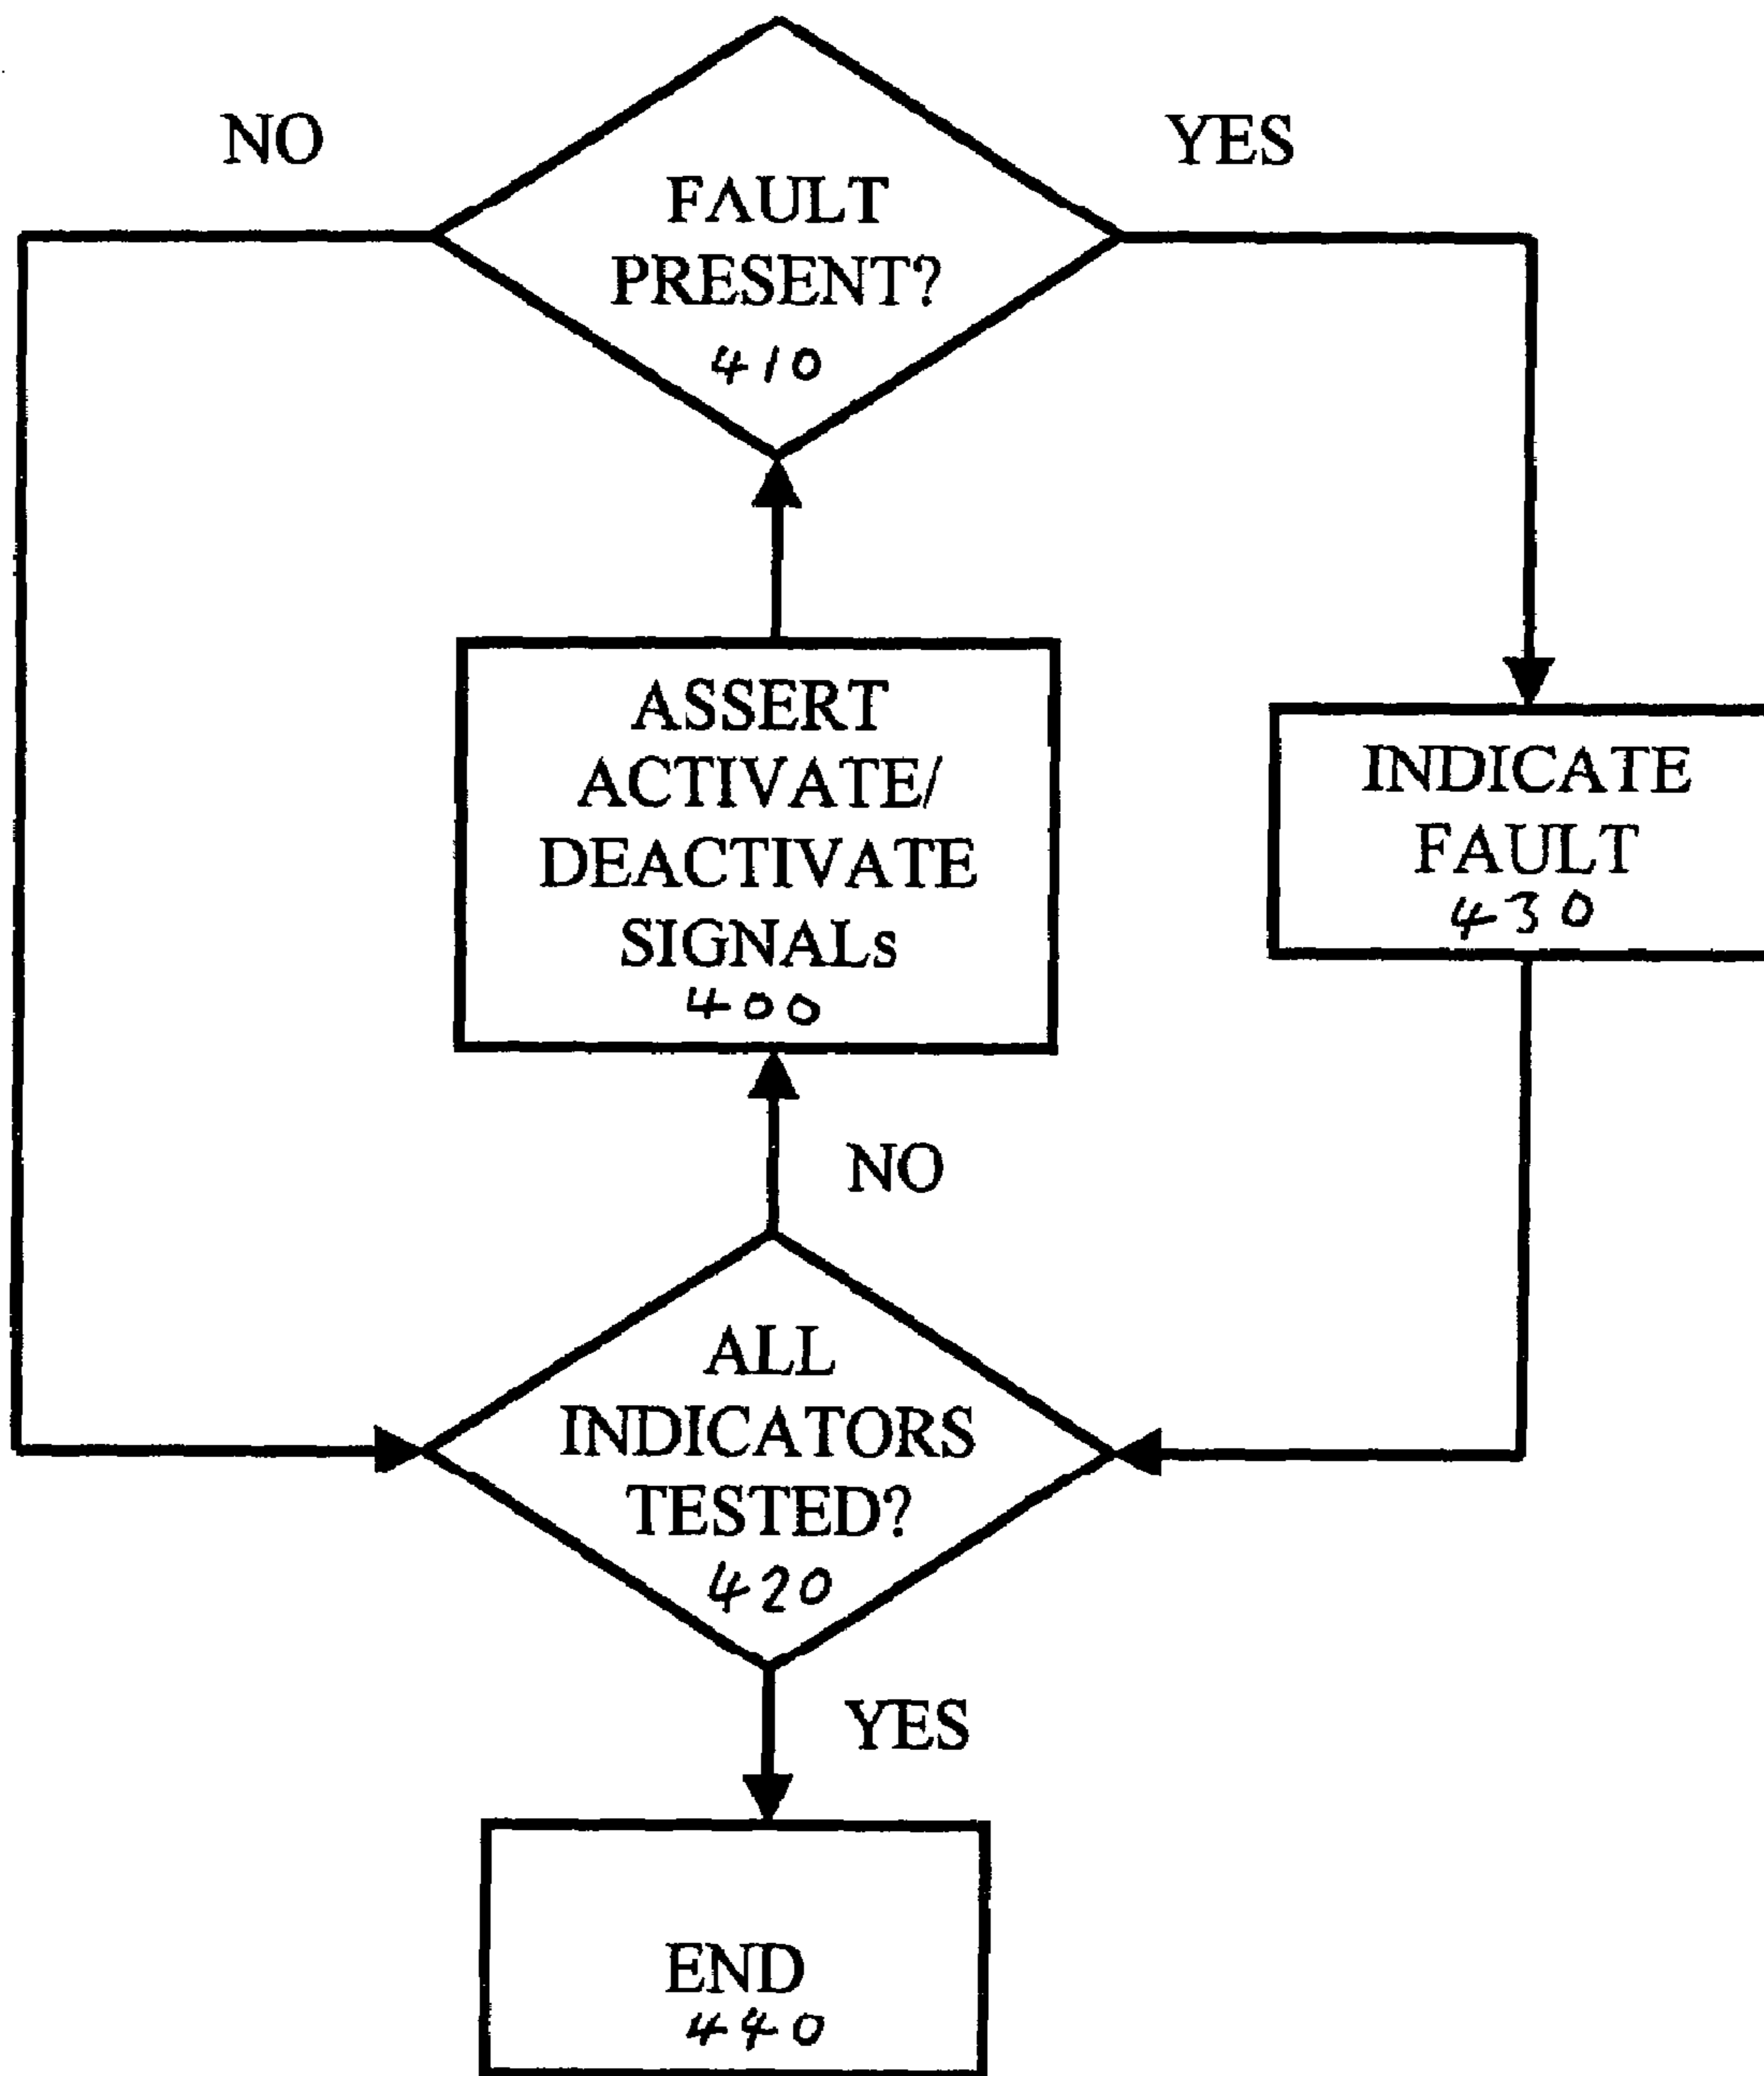 NO
YES
FAULT
PRESENT?
410
ASSERT
ACTIVATE/
DEACTIVATE
SIGNALs
400
INDICATE
FAULT
430
NO
ALL
INDICATORS
TESTED?
420
YES
END
440